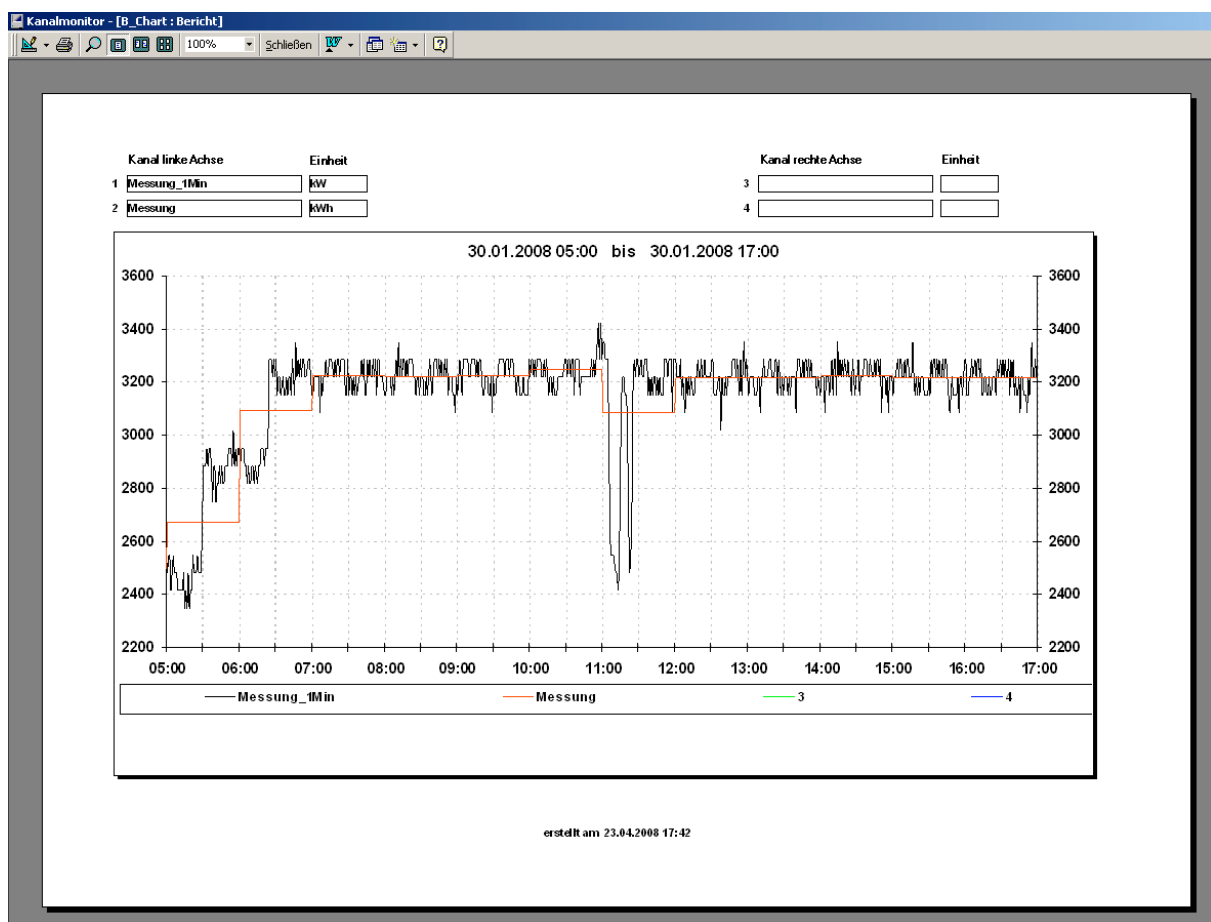 Kanalmonitor - [B_Chart : Bericht]
100% Schließen
Kanal linke Achse Einheit Kanal rechte Achse Einheit
1 Messung_1Min kW 3
2 Messung kWh 4
30.01.2008 05:00 bis 30.01.2008 17:00
3600 3600
3400 3400
3200 3200
3000 3000
2800 2800
2600 2600
2400 2400
2200 2200
05:00 06:00 07:00 08:00 09:00 10:00 11:00 12:00 13:00 14:00 15:00 16:00 17:00
Messung_1Min Messung 3 4
erstellt am 23.04.2008 17:42